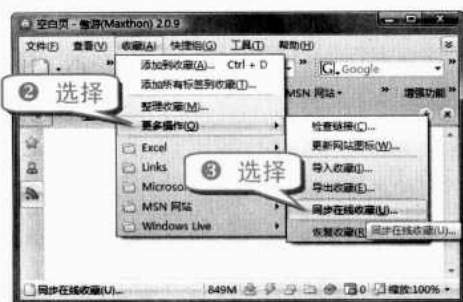 空白页 - 傲游(Maxthon) 2.0.9
文件(F) 查看(V) 收藏(A) 快捷组(G) 工具(T) 帮助(H)
添加到收藏(A)... Ctrl + D
G Google
添加所有标签到收藏(T)...
MSN 网站
增强功能
整理收藏(M)...
❷ 选择
更多操作(O)
检查链接(C)...
更新网站图标(W)...
Excel
Links
导入收藏(I)...
Microso
❸ 选择
导出收藏(E)...
MSN 网站
同步在线收藏(U)...
Windows Live
恢复收藏(R
同步在线收藏(U)...
同步在线收藏(U)...
849M
0
缩放:100%